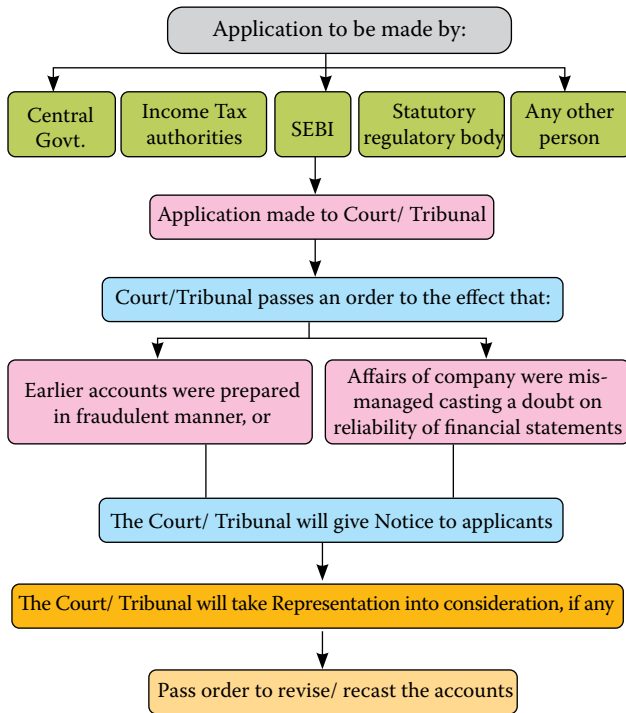 Application to be made by:
Central
Govt.
Income Tax
authorities
SEBI
Statutory
regulatory body
Any other
person
Application made to Court/ Tribunal
Court/Tribunal passes an order to the effect that:
Earlier accounts were prepared
in fraudulent manner, or
Affairs of company were mis-
managed casting a doubt on
reliability of financial statements
The Court/ Tribunal will give Notice to applicants
The Court/ Tribunal will take Representation into consideration, if any
Pass order to revise/ recast the accounts